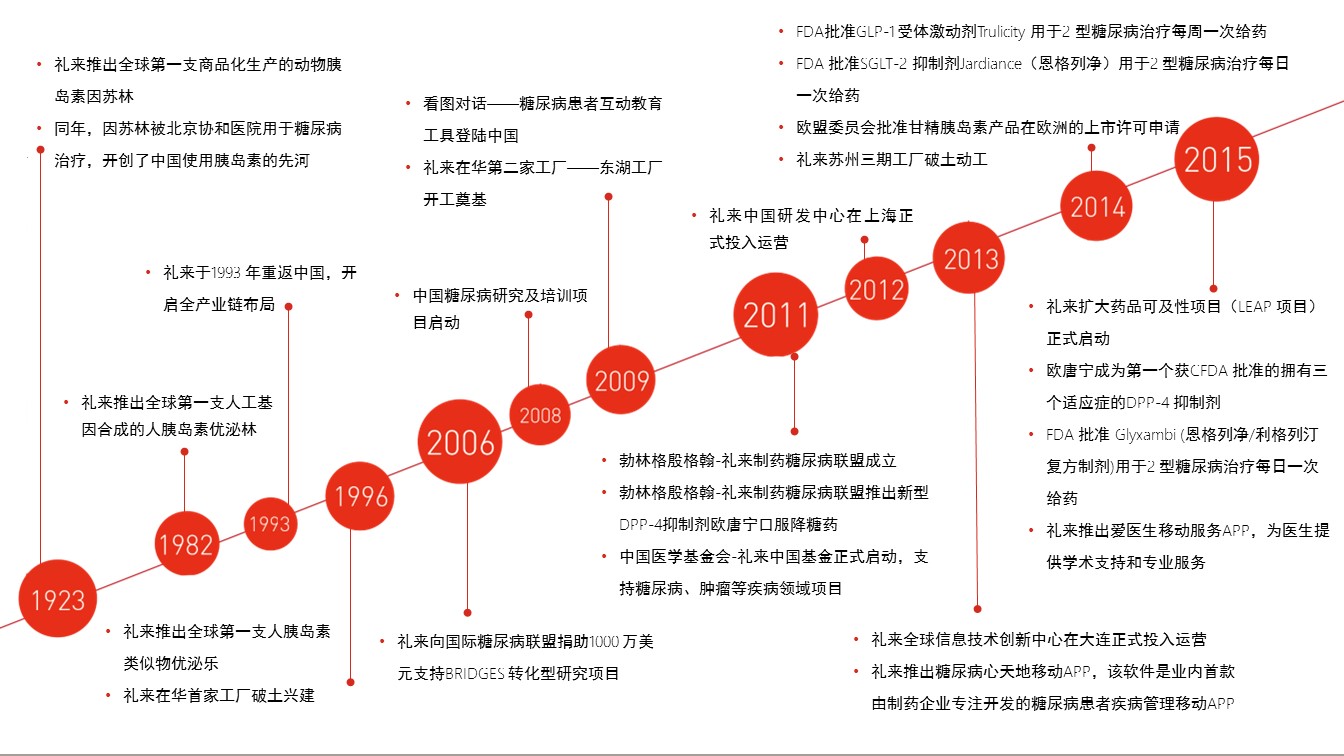 礼来推出全球第一支商品化生产的动物胰
岛素因苏林
同年，因苏林被北京协和医院用于糖尿病
治疗，开创了中国使用胰岛素的先河
1923
礼来推出全球第一支人工基
因合成的人胰岛素优泌林
1982
礼来于1993 年重返中国，开
启全产业链布局
1993
礼来推出全球第一支人胰岛素
类似物优泌乐
礼来在华首家工厂破土兴建
1996
礼来向国际糖尿病联盟捐助1000 万美
元支持BRIDGES 转化型研究项目
2006
中国糖尿病研究及培训项
目启动
2008
看图对话——糖尿病患者互动教育
工具登陆中国
礼来在华第二家工厂——东湖工厂
开工奠基
2009
勃林格殷格翰-礼来制药糖尿病联盟成立
勃林格殷格翰-礼来制药糖尿病联盟推出新型
DPP-4抑制剂欧唐宁口服降糖药
中国医学基金会-礼来中国基金正式启动，支
持糖尿病、肿瘤等疾病领域项目
2011
礼来中国研发中心在上海正
式投入运营
2012
礼来全球信息技术创新中心在大连正式投入运营
礼来推出糖尿病心天地移动APP，该软件是业内首款
由制药企业专注开发的糖尿病患者疾病管理移动APP
2013
FDA批准GLP-1受体激动剂Trulicity 用于2 型糖尿病治疗每周一次给药
FDA 批准SGLT-2 抑制剂Jardiance（恩格列净）用于2 型糖尿病治疗每日
一次给药
欧盟委员会批准甘精胰岛素产品在欧洲的上市许可申请
礼来苏州三期工厂破土动工
2014
礼来扩大药品可及性项目（LEAP 项目）
正式启动
欧唐宁成为第一个获CFDA 批准的拥有三
个适应症的DPP-4 抑制剂
FDA 批准 Glyxambi (恩格列净/利格列汀
复方制剂)用于2 型糖尿病治疗每日一次
给药
礼来推出爱医生移动服务APP，为医生提
供学术支持和专业服务
2015